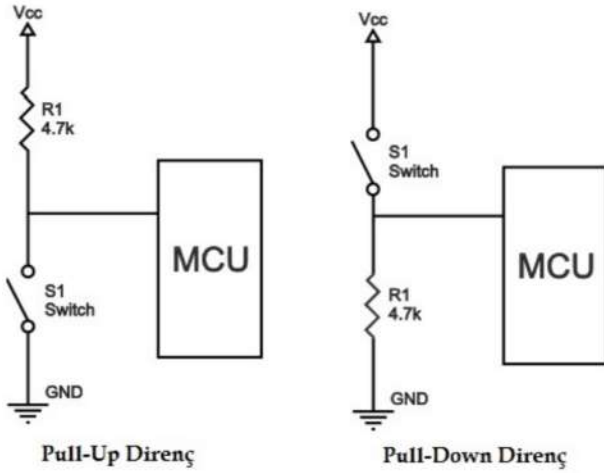 Vcc
R1
4.7k
MCU
S1
Switch
GND
Pull-Up Direnç
Vcc
S1
Switch
MCU
R1
4.7k
GND
Pull-Down Direnç